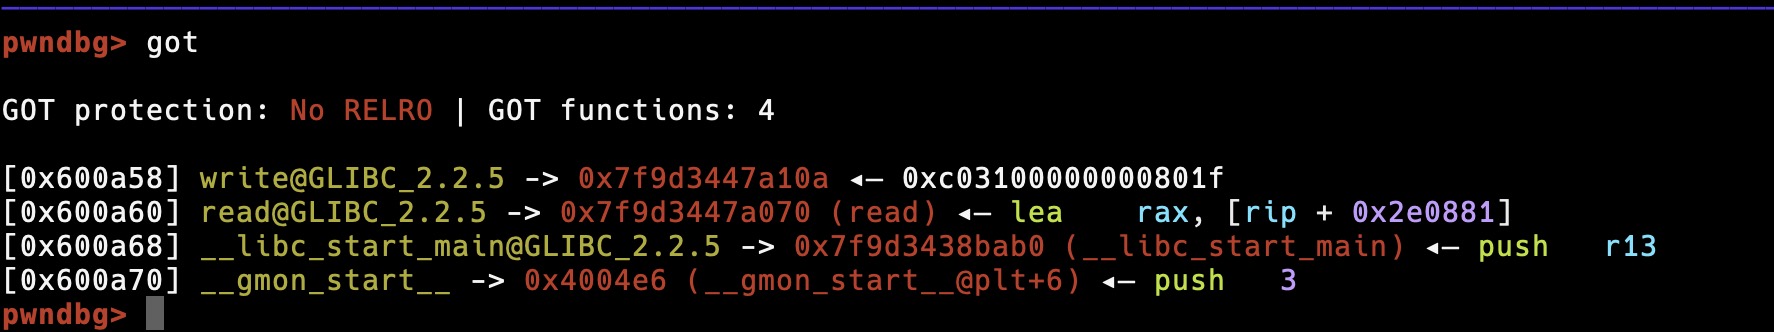 pwndbg> got
GOT protection: No RELRO | GOT functions: 4
[0x600a58] write@GLIBC_2.2.5 -> 0x7f9d3447a10a ◂— 0xc03100000000801f
[0x600a60] read@GLIBC_2.2.5 -> 0x7f9d3447a070 (read) ◂— lea    rax, [rip + 0x2e0881]
[0x600a68] __libc_start_main@GLIBC_2.2.5 -> 0x7f9d3438bab0 (__libc_start_main) ◂— push   r13
[0x600a70] __gmon_start__ -> 0x4004e6 (__gmon_start__@plt+6) ◂— push   3
pwndbg>